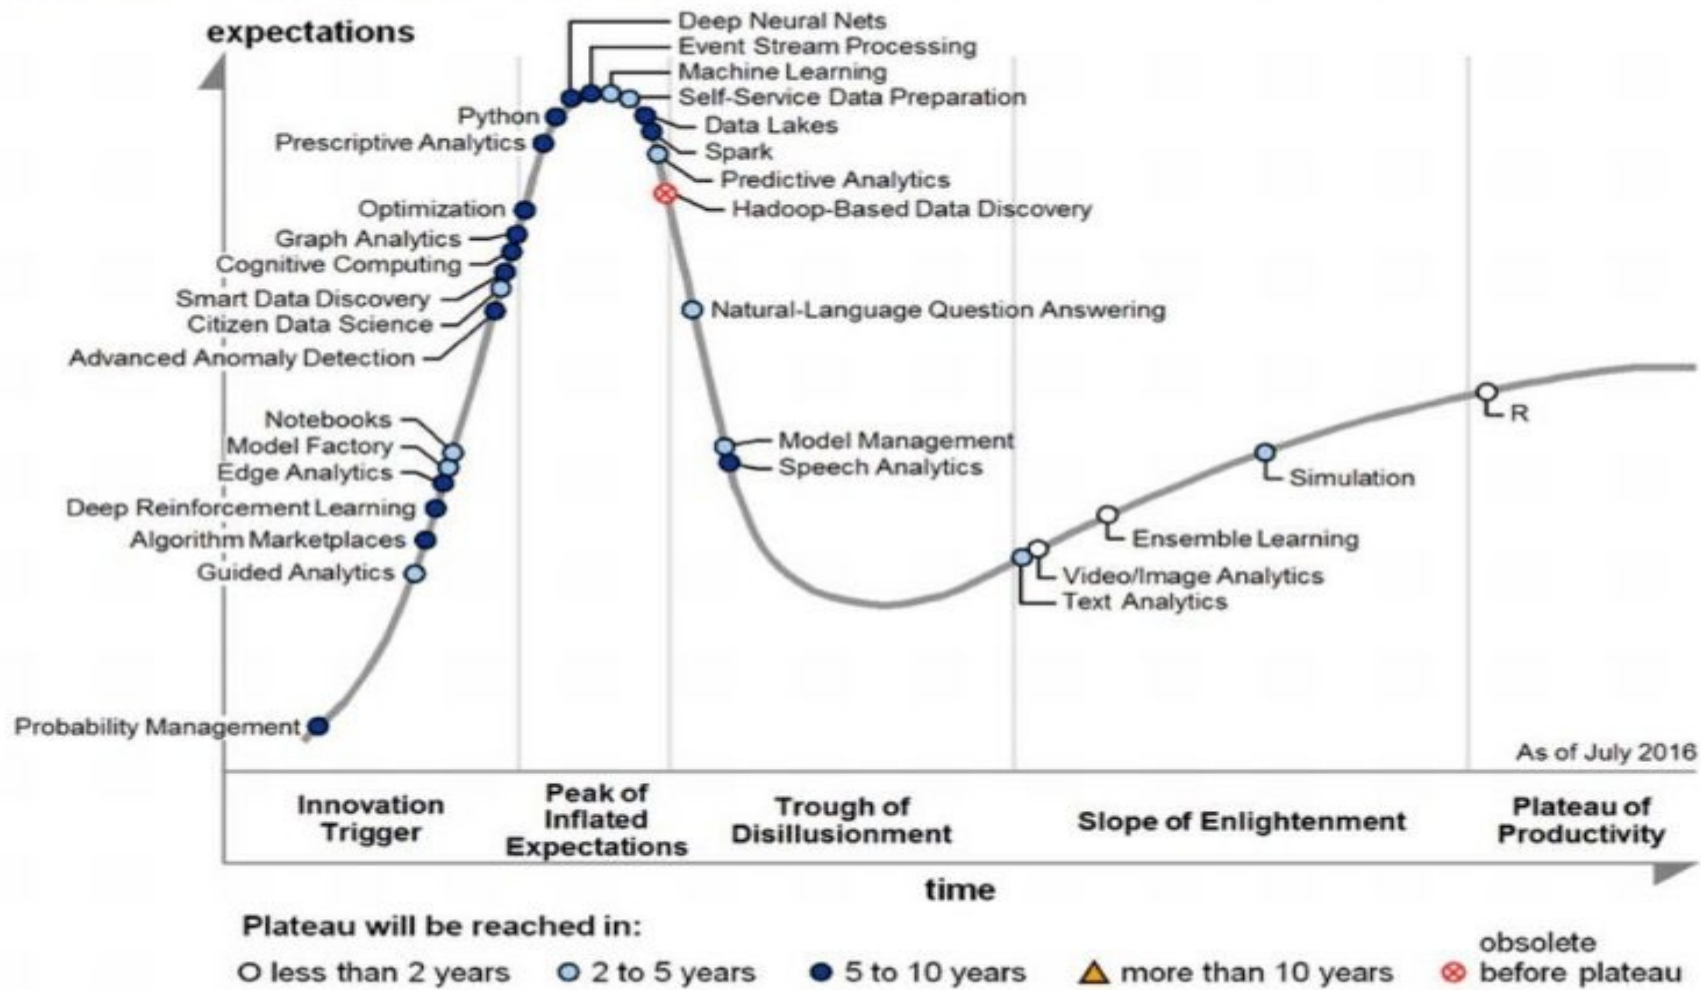 expectations
Deep Neural Nets
Event Stream Processing
Machine Learning
Self-Service Data Preparation
Python
Data Lakes
Prescriptive Analytics
Spark
Predictive Analytics
Optimization
Hadoop-Based Data Discovery
Graph Analytics
Cognitive Computing
Smart Data Discovery
Natural-Language Question Answering
Citizen Data Science
Advanced Anomaly Detection
R
Notebooks
Model Factory
Model Management
Edge Analytics
Speech Analytics
Simulation
Deep Reinforcement Learning
Algorithm Marketplaces
Ensemble Learning
Guided Analytics
Video/Image Analytics
Text Analytics
Probability Management
As of July 2016
Innovation
Trigger
Peak of
Inflated
Expectations
Trough of
Disillusionment
Slope of Enlightenment
Plateau of
Productivity
time
Plateau will be reached in:
less than 2 years
2 to 5 years
5 to 10 years
more than 10 years
obsolete
before plateau